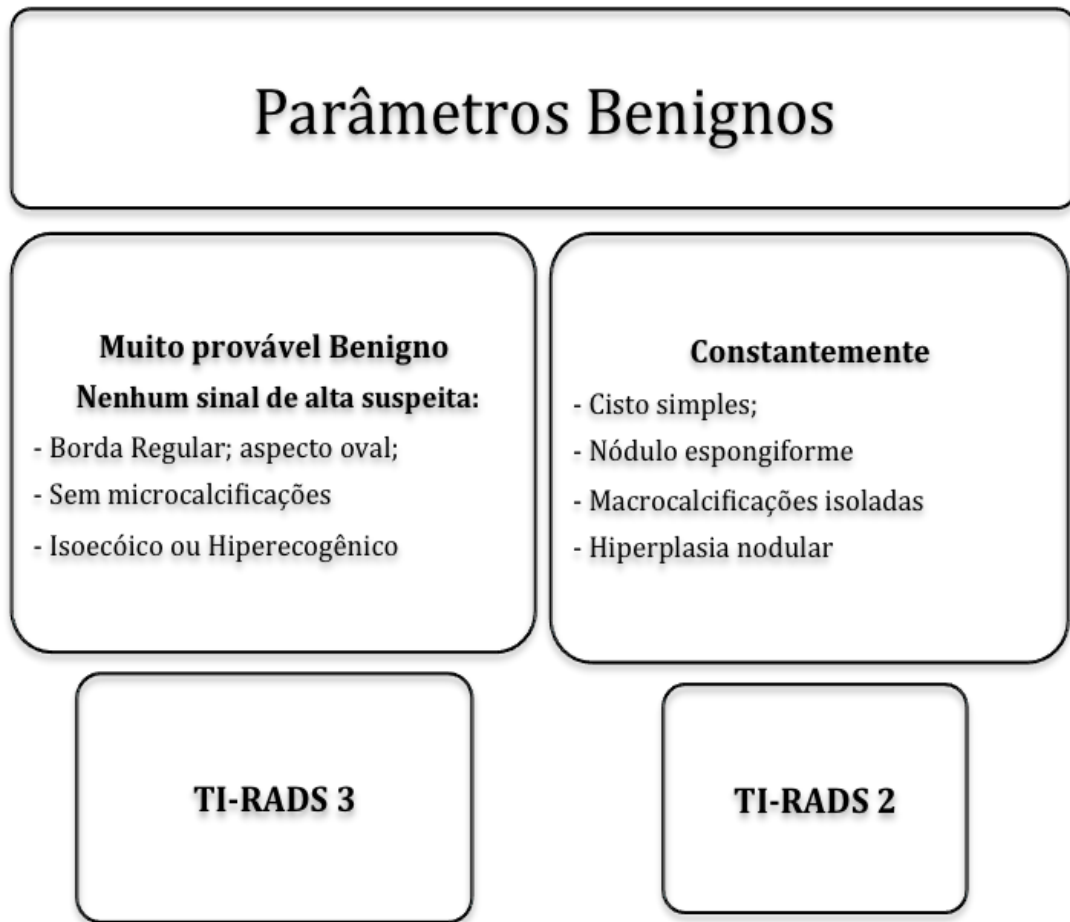 Parâmetros Benignos
Muito provável Benigno
Nenhum sinal de alta suspeita:
- Borda Regular; aspecto oval;
- Sem microcalcificações
- Isoecóico ou Hiperecogênico
Constantemente
- Cisto simples;
- Nódulo espongiforme
- Macrocalcificações isoladas
- Hiperplasia nodular
TI-RADS 3
TI-RADS 2